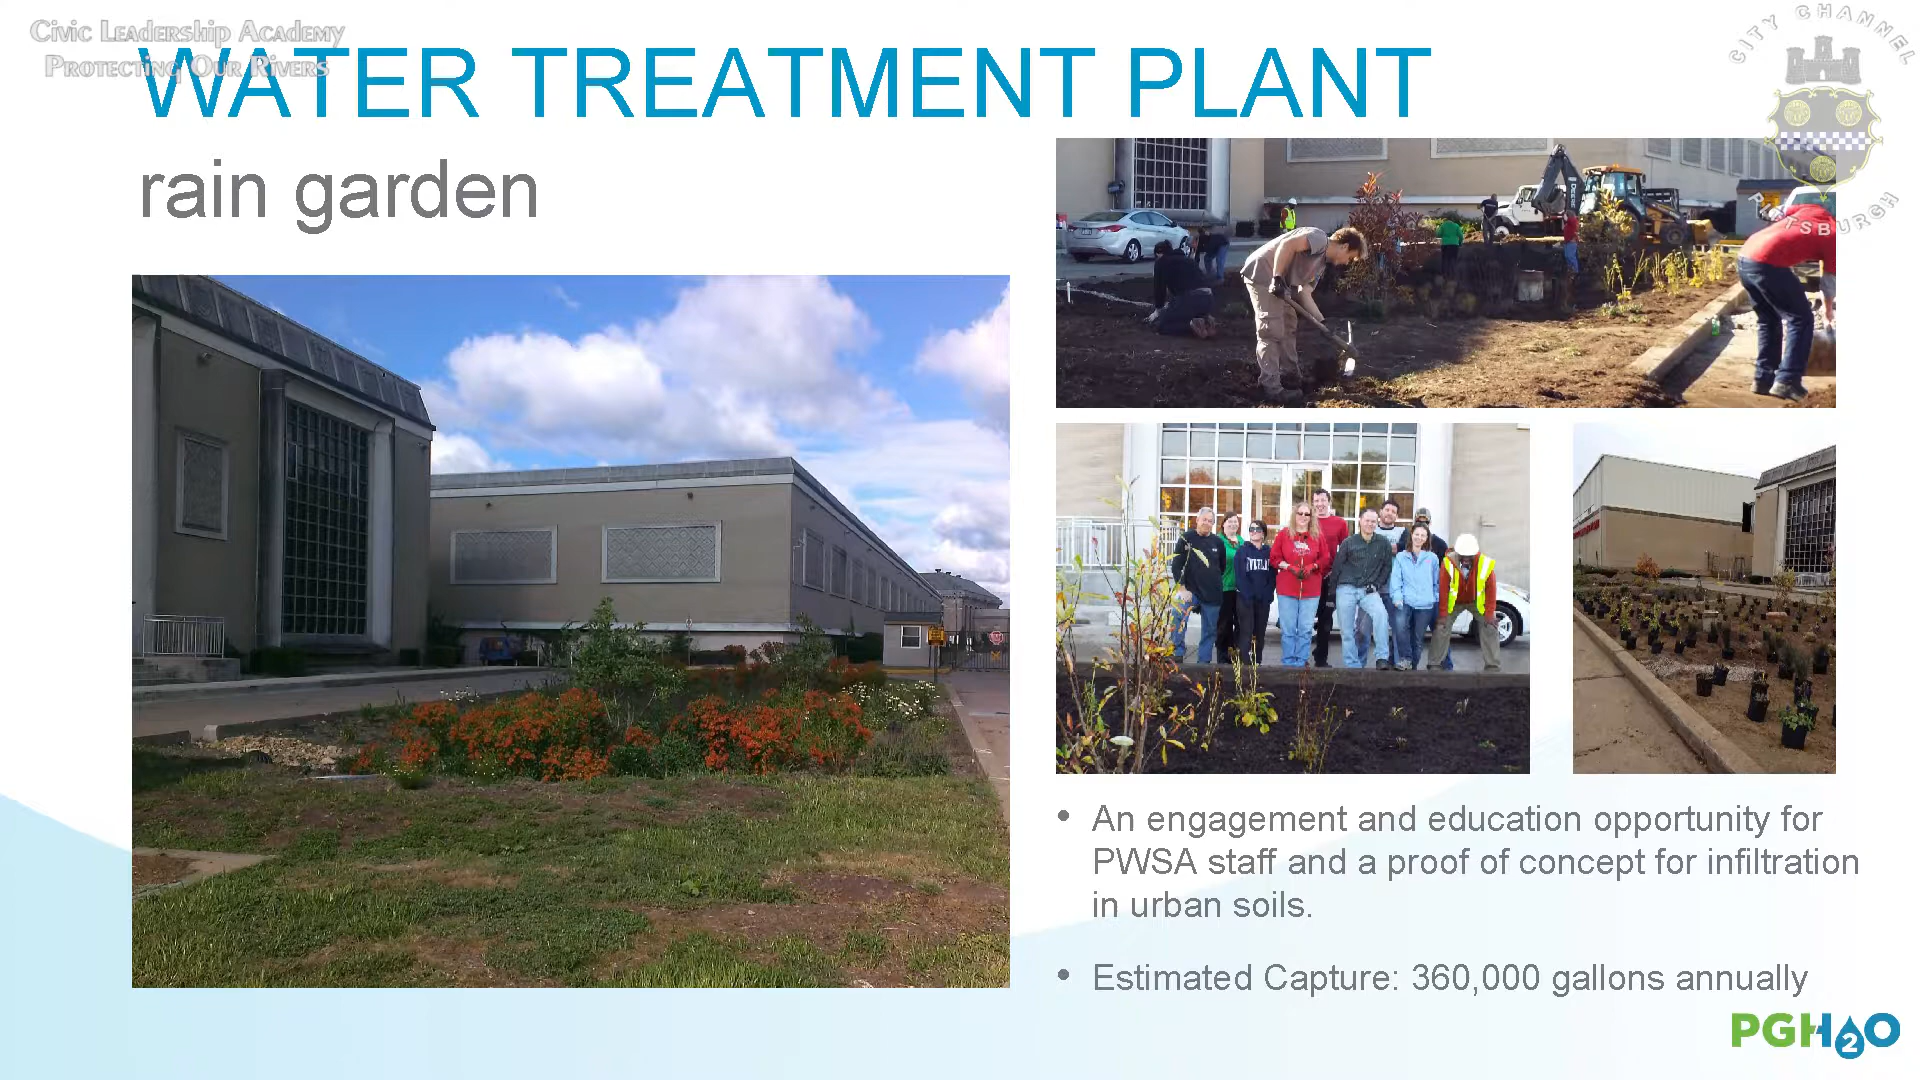 Civic Leadership Academy
Protecting Our Rivers
WATER TREATMENT PLANT
rain garden
CITY CHANNEL
PITTSBURGH
• An engagement and education opportunity for
PWSA staff and a proof of concept for infiltration
in urban soils.
• Estimated Capture: 360,000 gallons annually
PGH2O